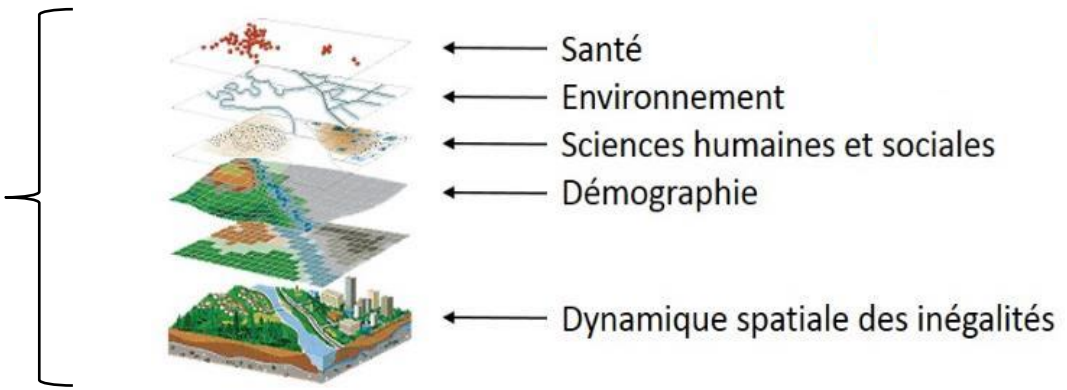 Santé
Environnement
Sciences humaines et sociales
Démographie
Dynamique spatiale des inégalités